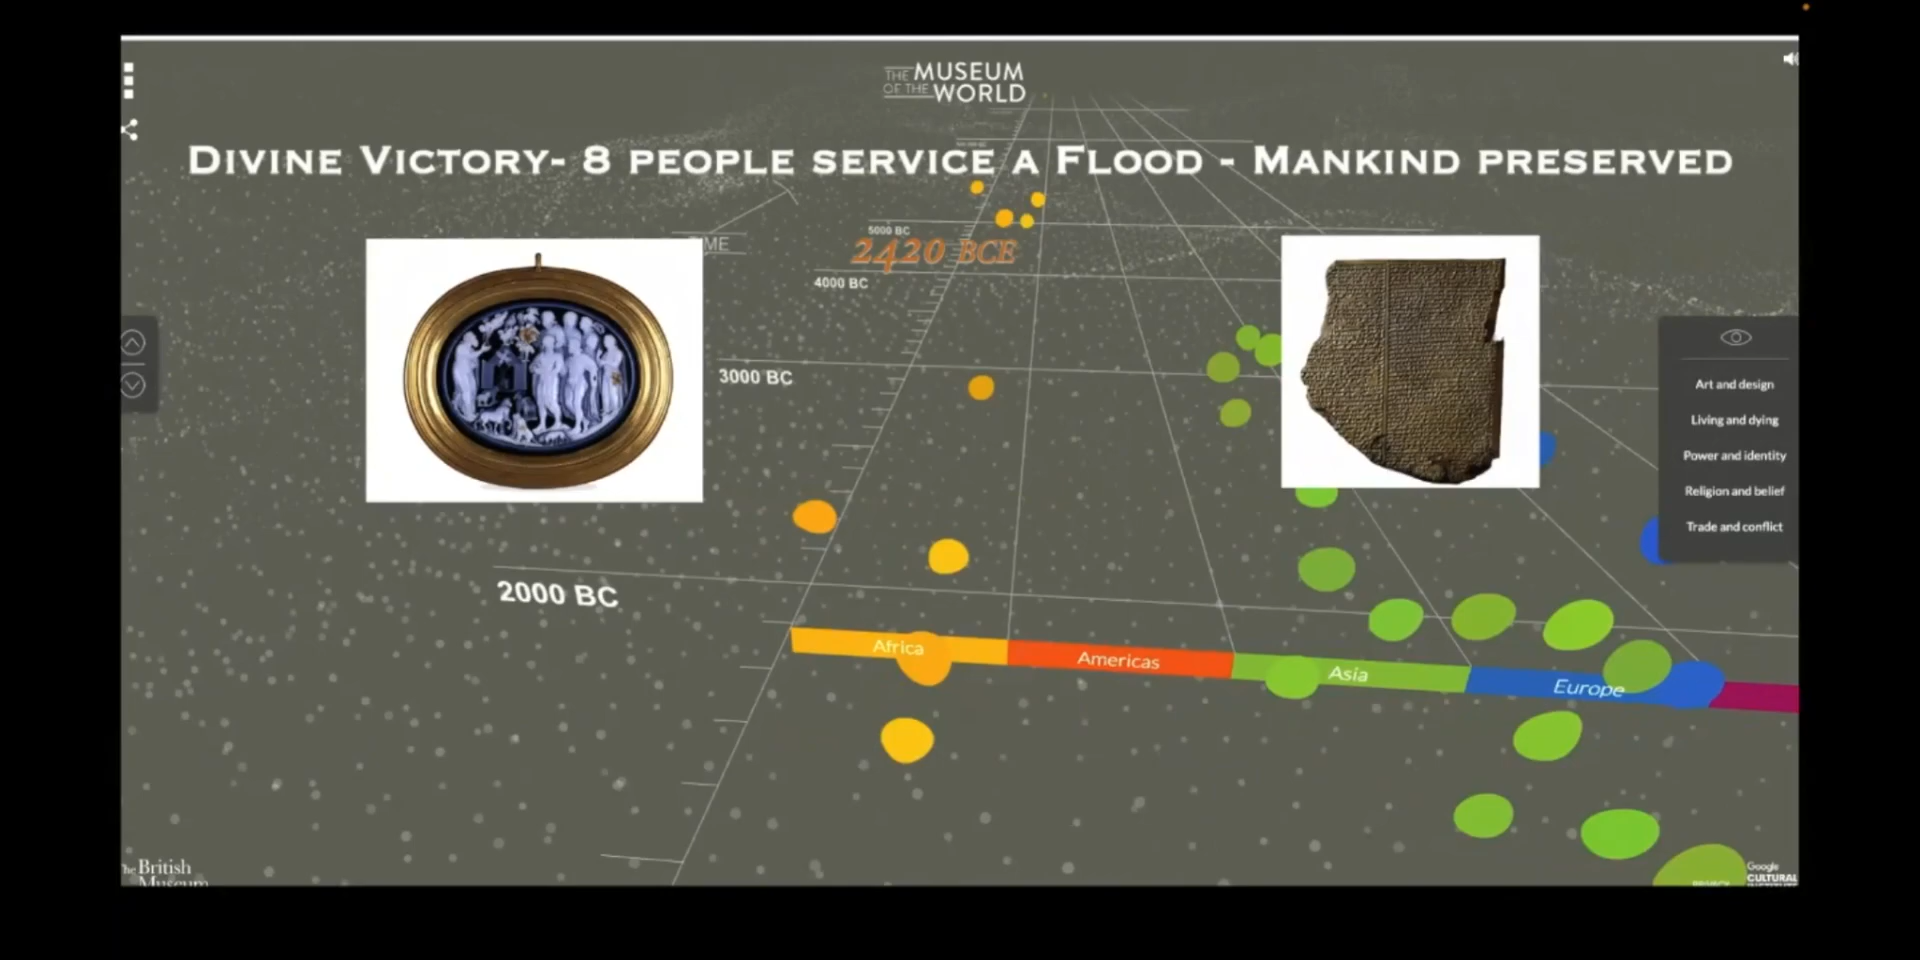 THE MUSEUM
OF THE WORLD
DIVINE VICTORY- 8 PEOPLE SERVICE A FLOOD - MANKIND PRESERVED
5000 BC
2420 BCE
4000 BC
3000 BC
2000 BC
Art and design
Living and dying
Power and identity
Religion and belief
Trade and conflict
Africa
Americas
Asia
Europe
The British
Museum
Google
CULTURAL
PRIVACY